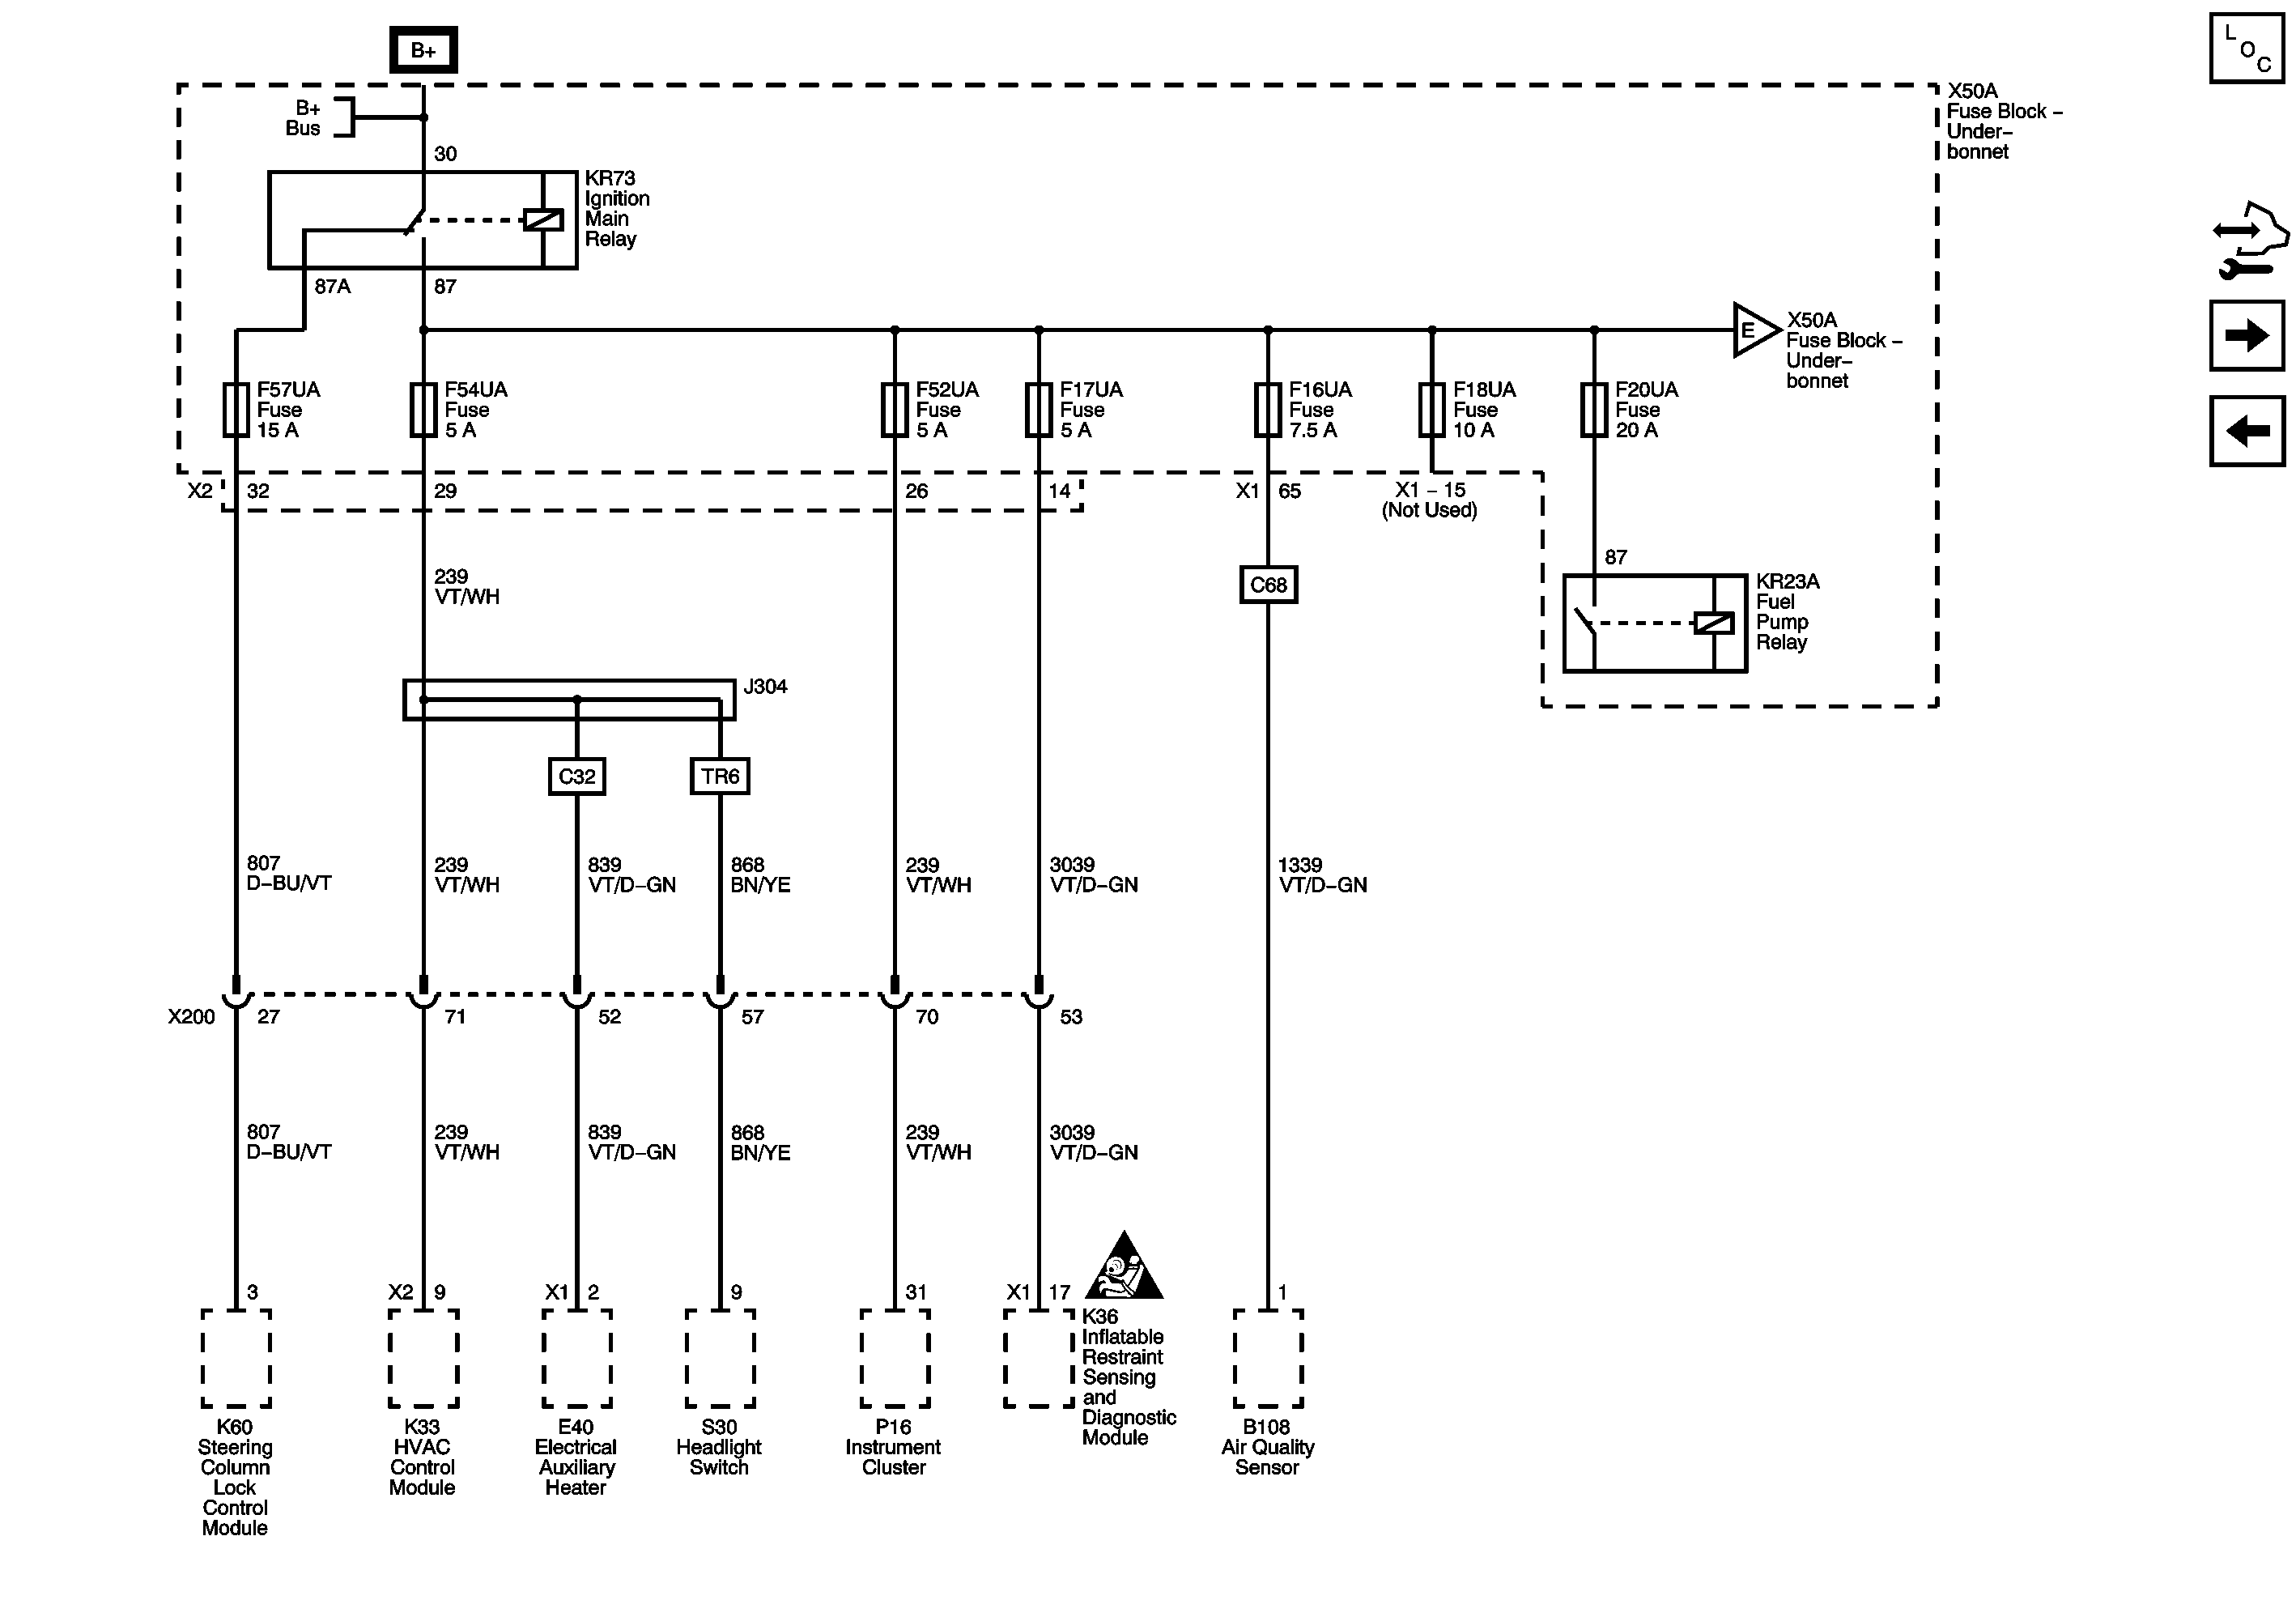 B+
L
O
C
X50A
Fuse Block –
Under–
bonnet
B+
Bus
30
KR73
Ignition
Main
Relay
87A
87
E
X50A
Fuse Block –
Under–
bonnet
F57UA
Fuse
15 A
F54UA
Fuse
5 A
F52UA
Fuse
5 A
F17UA
Fuse
5 A
F16UA
Fuse
7.5 A
F18UA
Fuse
10 A
F20UA
Fuse
20 A
X2 32 29 26 14 X1 65
X1 – 15
(Not Used)
87
KR23A
Fuel
Pump
Relay
239
VT/WH
C68
J304
C32
TR6
807
D–BU/VT
239
VT/WH
839
VT/D–GN
868
BN/YE
239
VT/WH
3039
VT/D–GN
1339
VT/D–GN
X200 27 71 52 57 70 53
807
D–BU/VT
239
VT/WH
839
VT/D–GN
868
BN/YE
239
VT/WH
3039
VT/D–GN
3 X2 9 X1 2 9 31 X1 17 1
K60
Steering
Column
Lock
Control
Module
K33
HVAC
Control
Module
E40
Electrical
Auxiliary
Heater
S30
Headlight
Switch
P16
Instrument
Cluster
K36
Inflatable
Restraint
Sensing
and
Diagnostic
Module
B108
Air Quality
Sensor